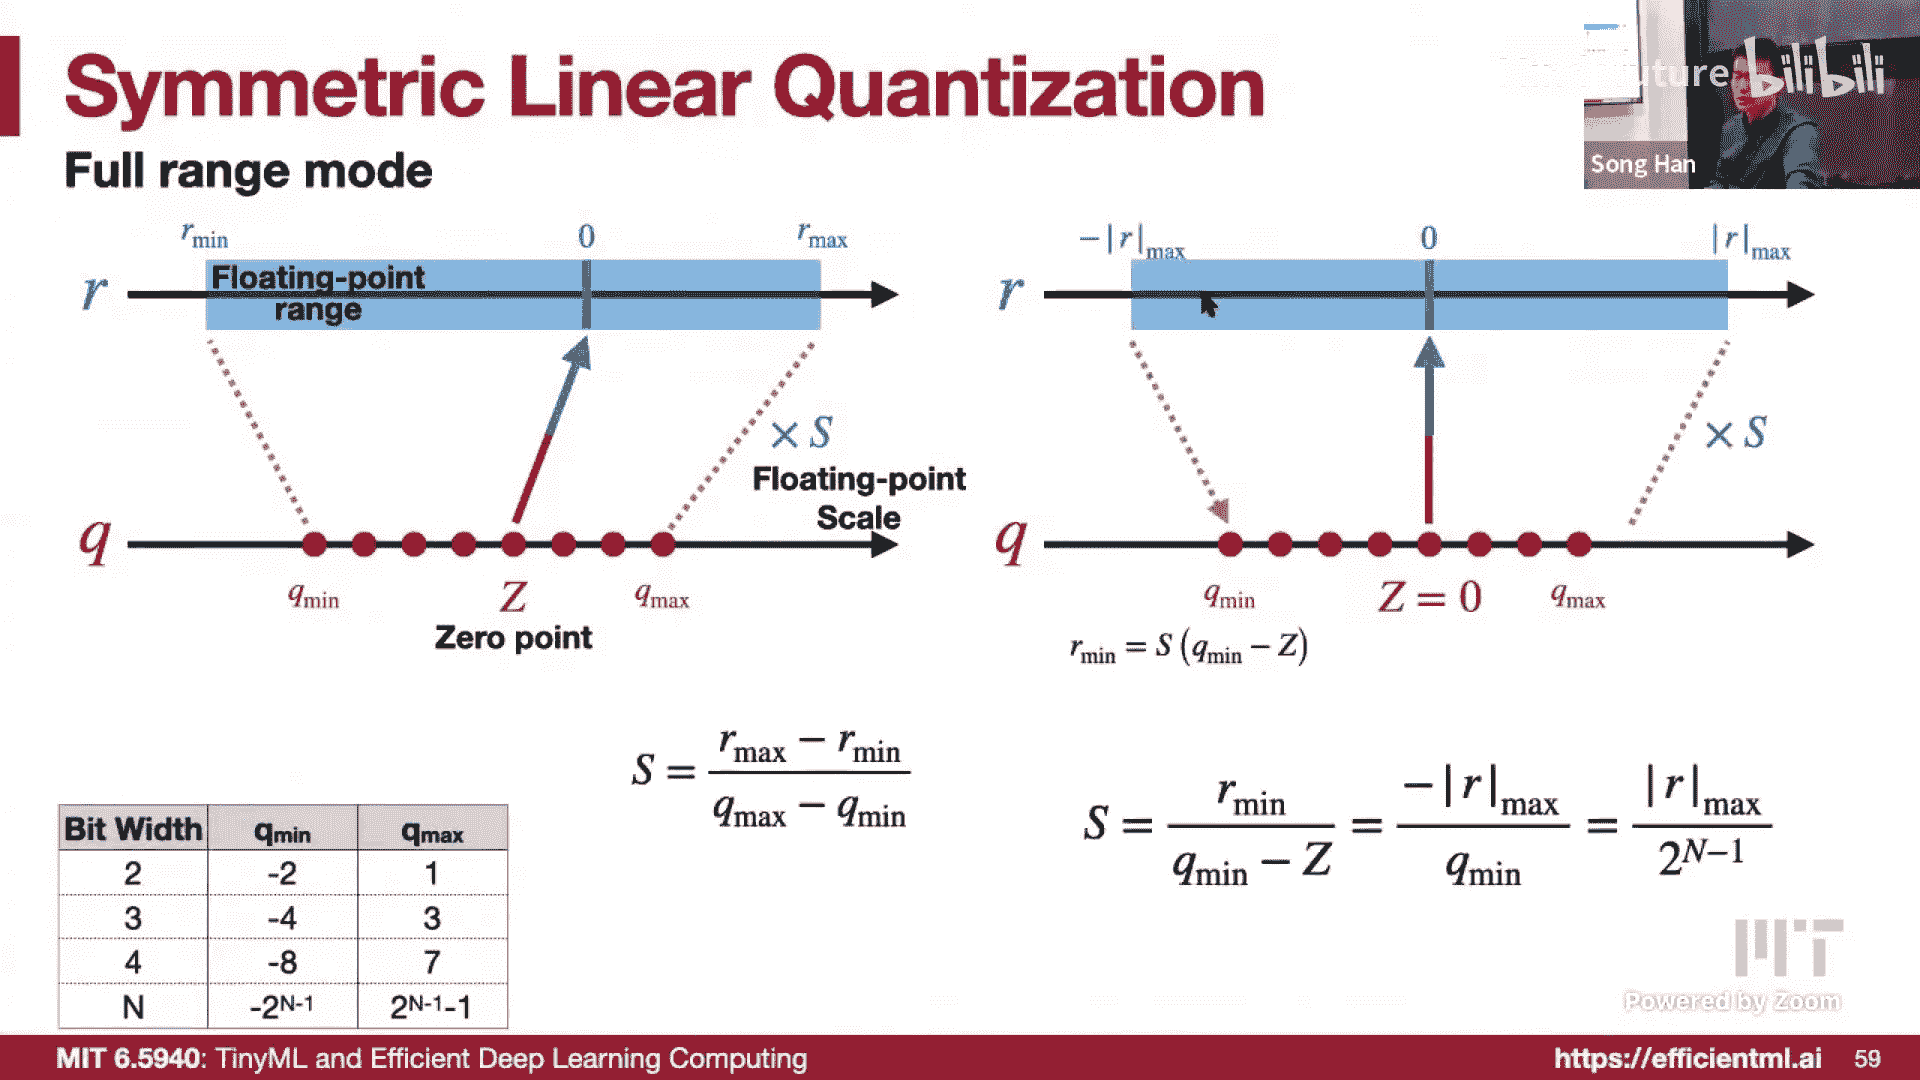 Symmetric Linear Quantization
Full range mode
uture bilibili
Song Han
r_min 0 r_max
r Floating-point range
× S
Floating-point
Scale
q
q_min Z q_max
Zero point
−|r|_max 0 |r|_max
r
× S
q
q_min Z = 0 q_max
r_min = S (q_min − Z)
S = (r_max − r_min) / (q_max − q_min)
S = r_min / (q_min − Z) = −|r|_max / q_min = |r|_max / 2^{N−1}
Bit Width q_min q_max
2 -2 1
3 -4 3
4 -8 7
N -2^{N-1} 2^{N-1}-1
MIT
Powered by Zoom
MIT 6.5940: TinyML and Efficient Deep Learning Computing
https://efficientml.ai 59